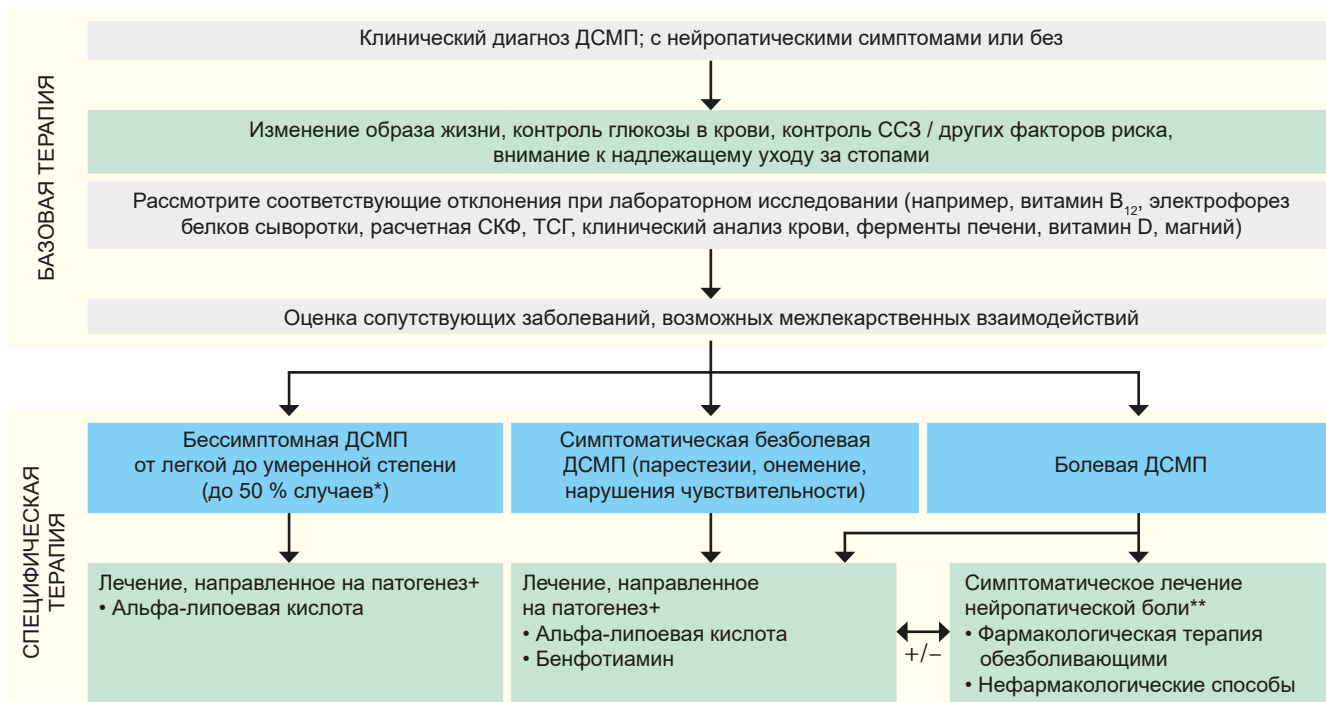 БАЗОВАЯ ТЕРАПИЯ
Клинический диагноз ДСМП; с нейропатическими симптомами или без
Изменение образа жизни, контроль глюкозы в крови, контроль ССЗ / других факторов риска,
внимание к надлежащему уходу за стопами
Рассмотрите соответствующие отклонения при лабораторном исследовании (например, витамин B12, электрофорез
белков сыворотки, расчетная СКФ, ТСГ, клинический анализ крови, ферменты печени, витамин D, магний)
Оценка сопутствующих заболеваний, возможных межлекарственных взаимодействий
СПЕЦИФИЧЕСКАЯ
ТЕРАПИЯ
Бессимптомная ДСМП
от легкой до умеренной степени
(до 50 % случаев*)
Симптоматическая безболевая
ДСМП (парестезии, онемение,
нарушения чувствительности)
Болевая ДСМП
Лечение, направленное на патогенез+
• Альфа-липоевая кислота
Лечение, направленное
на патогенез+
• Альфа-липоевая кислота
• Бенфотиамин
+/−
Симптоматическое лечение
нейропатической боли**
• Фармакологическая терапия
обезболивающими
• Нефармакологические способы